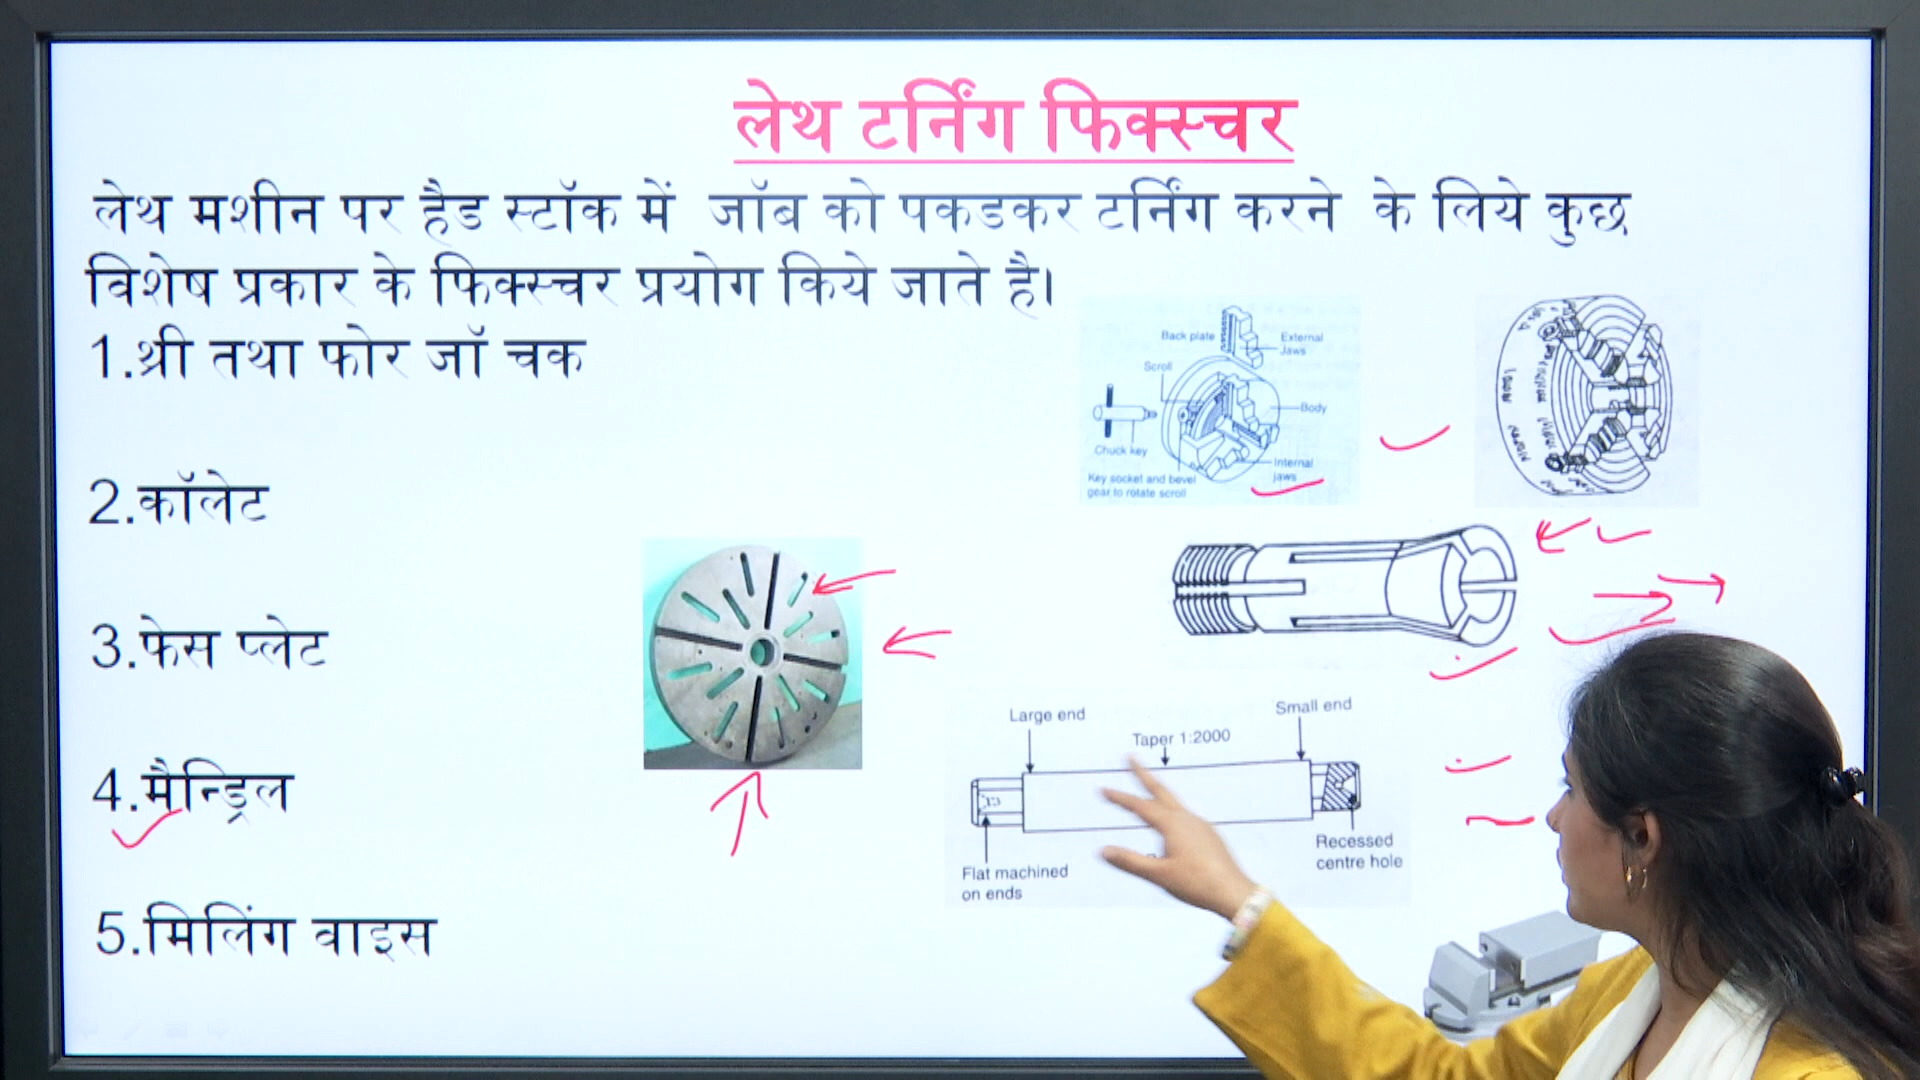 लेथ टर्निंग फिक्स्चर
लेथ मशीन पर हैड स्टॉक में जॉब को पकडकर टर्निंग करने के लिये कुछ
विशेष प्रकार के फिक्स्चर प्रयोग किये जाते है।
1.थ्री तथा फोर जॉ चक
Back plate
External
Jaws
Scroll
Body
Chuck key
Internal
jaws
Key socket and bevel
gear to rotate scroll
2.कॉलेट
3.फेस प्लेट
Large end
Small end
Taper 1:2000
4.मैन्ड्रिल
Recessed
centre hole
Flat machined
on ends
5.मिलिंग वाइस